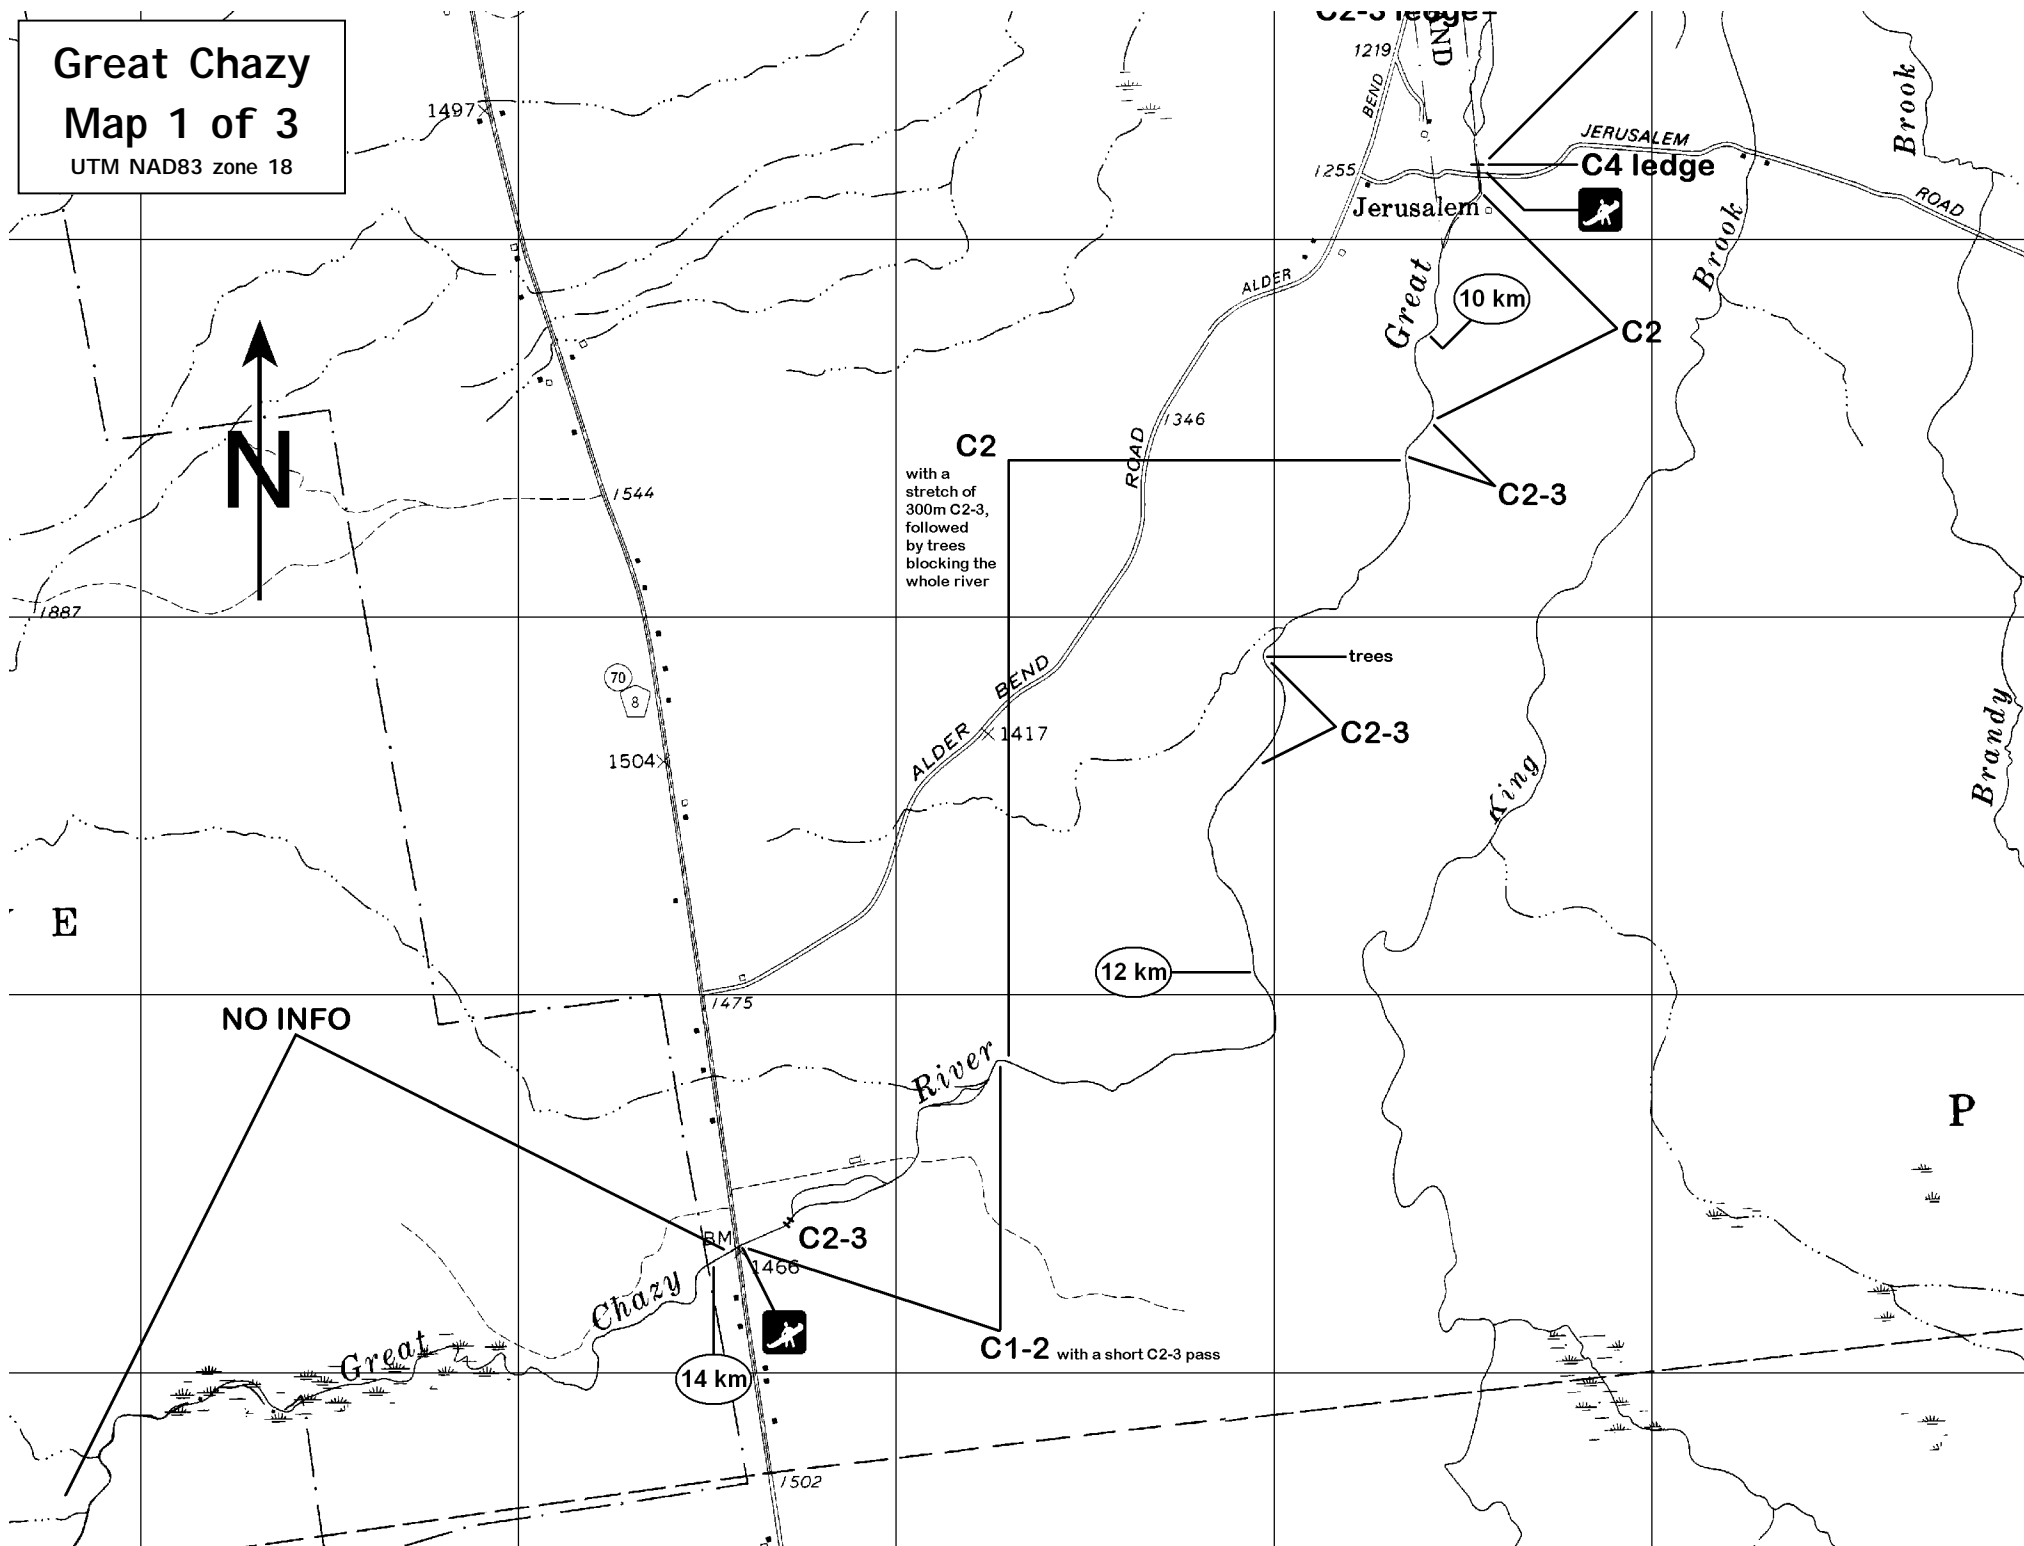 Great Chazy
Map 1 of 3
UTM NAD83 zone 18
C2-3 ledge
ND
1219
BEND
1497
JERUSALEM
ROAD
C4 ledge
1255
Jerusalem
Brook
Brook
ALDER
Great
10 km
C2
N
1544
1346
ROAD
C2
with a
stretch of
300m C2-3,
followed
by trees
blocking the
whole river
C2-3
1887
trees
70
8
BEND
ALDER
1417
1504
C2-3
King
Brandy
E
12 km
1475
NO INFO
River
P
BM
C2-3
1466
Chazy
Great
14 km
C1-2 with a short C2-3 pass
1502